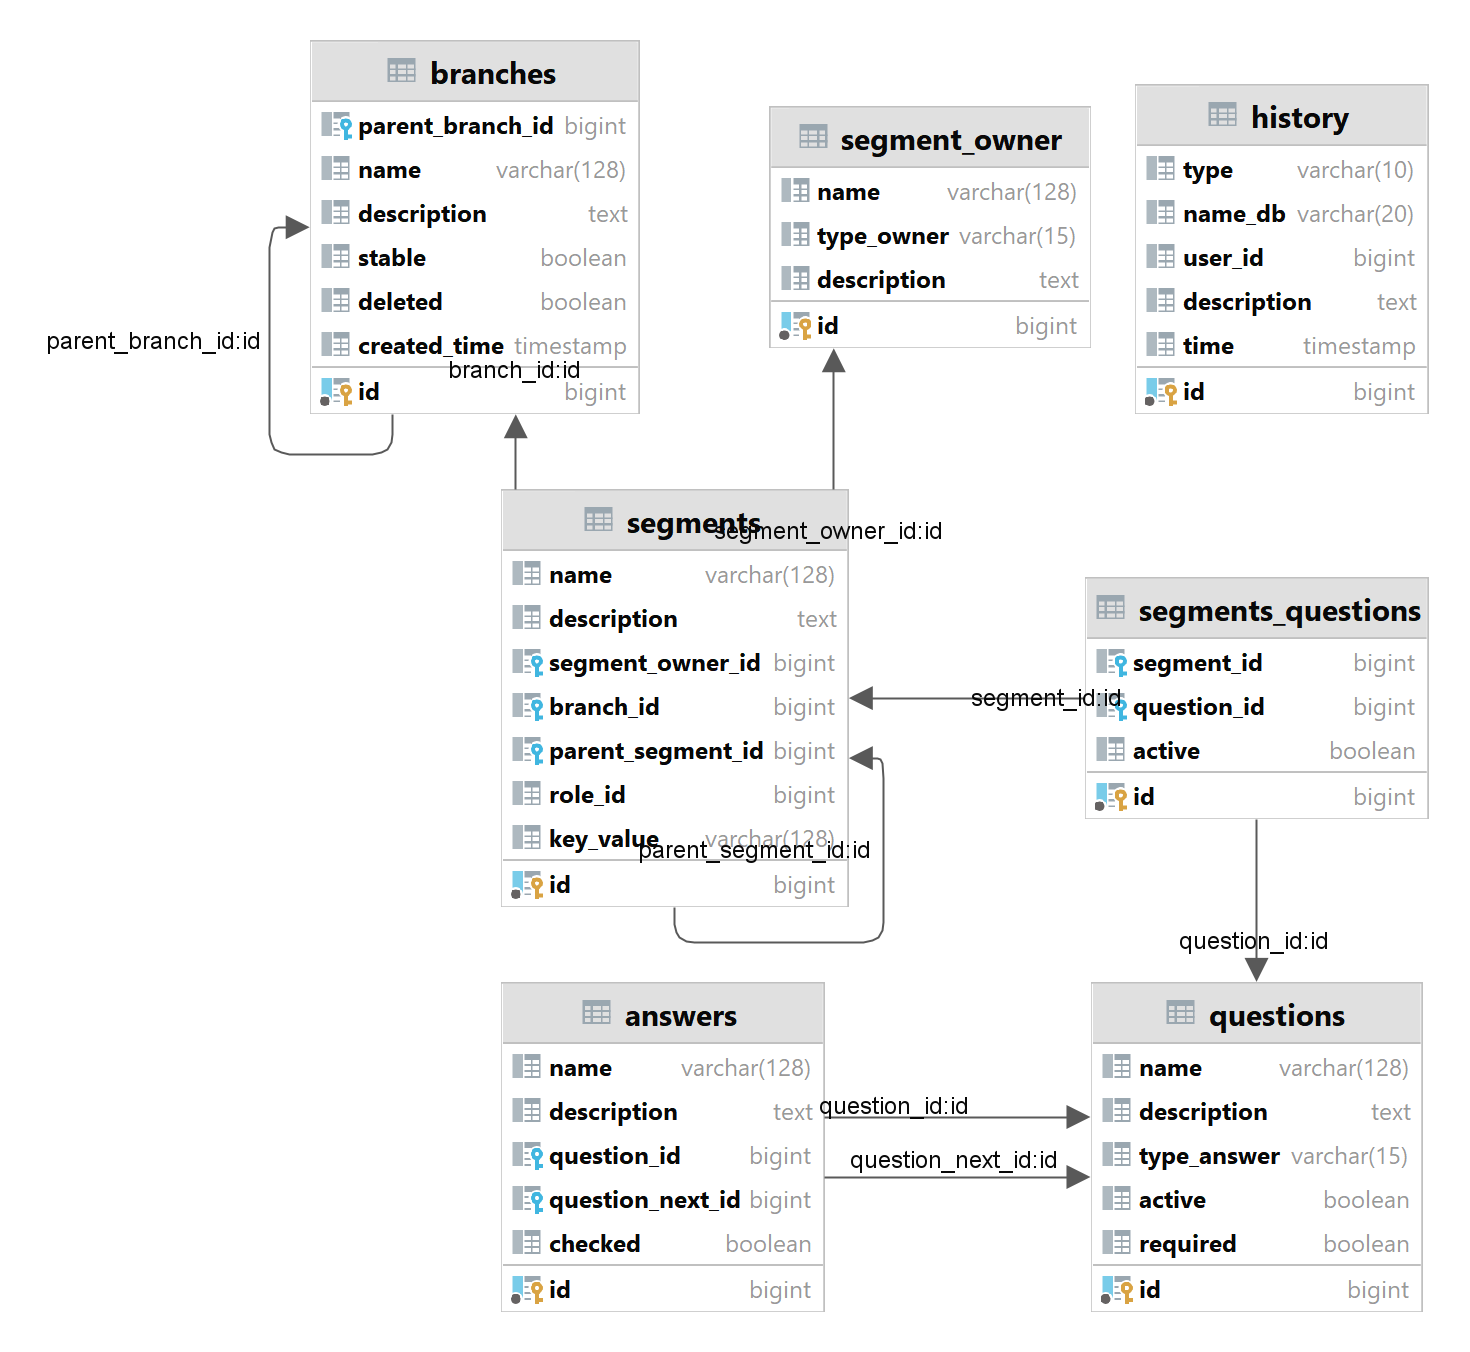 branches
parent_branch_id bigint
name varchar(128)
description text
stable boolean
deleted boolean
created_time timestamp
id bigint
parent_branch_id:id
branch_id:id
segment_owner
name varchar(128)
type_owner varchar(15)
description text
id bigint
history
type varchar(10)
name_db varchar(20)
user_id bigint
description text
time timestamp
id bigint
segments
segment_owner_id:id
name varchar(128)
description text
segment_owner_id bigint
branch_id bigint
parent_segment_id bigint
role_id bigint
key_value varchar(128)
parent_segment_id:id
id bigint
segments_questions
segment_id bigint
segment_id:id
question_id bigint
active boolean
id bigint
question_id:id
answers
name varchar(128)
description text
question_id bigint
question_next_id bigint
checked boolean
id bigint
question_id:id
question_next_id:id
questions
name varchar(128)
description text
type_answer varchar(15)
active boolean
required boolean
id bigint